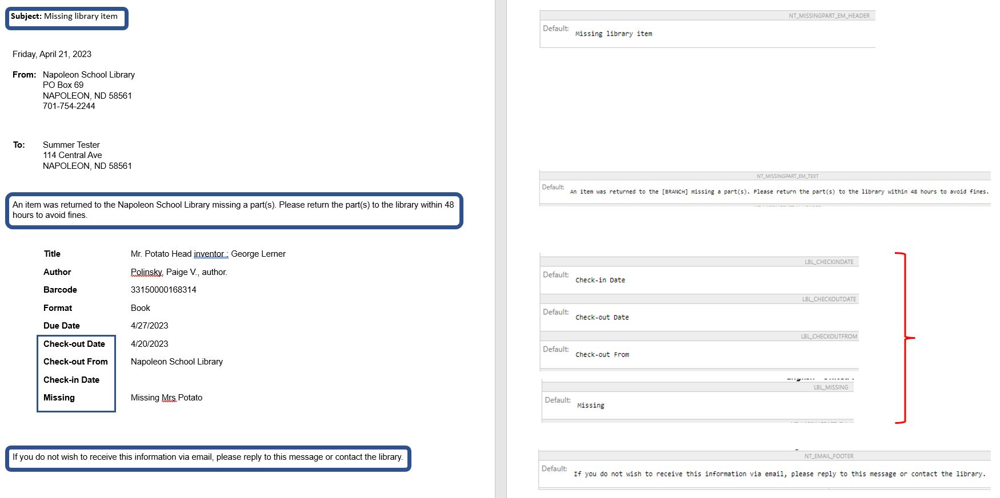 Subject: Missing library item
Friday, April 21, 2023
From: Napoleon School Library
PO Box 69
NAPOLEON, ND 58561
701-754-2244
To: Summer Tester
114 Central Ave
NAPOLEON, ND 58561
An item was returned to the Napoleon School Library missing a part(s). Please return the part(s) to the library within 48
hours to avoid fines.
Title Mr. Potato Head inventor : George Lerner
Author Polinsky, Paige V., author.
Barcode 33150000168314
Format Book
Due Date 4/27/2023
Check-out Date 4/20/2023
Check-out From Napoleon School Library
Check-in Date
Missing Missing Mrs Potato
If you do not wish to receive this information via email, please reply to this message or contact the library.
NT_MISSINGPART_EM_HEADER
Default: Missing library item
NT_MISSINGPART_EM_TEXT
Default: An item was returned to the [BRANCH] missing a part(s). Please return the part(s) to the library within 48 hours to avoid fines.
LBL_CHECKINDATE
Default: Check-in Date
LBL_CHECKOUTDATE
Default: Check-out Date
LBL_CHECKOUTFROM
Default: Check-out From
LBL_MISSING
Default: Missing
NT_EMAIL_FOOTER
Default: If you do not wish to receive this information via email, please reply to this message or contact the library.